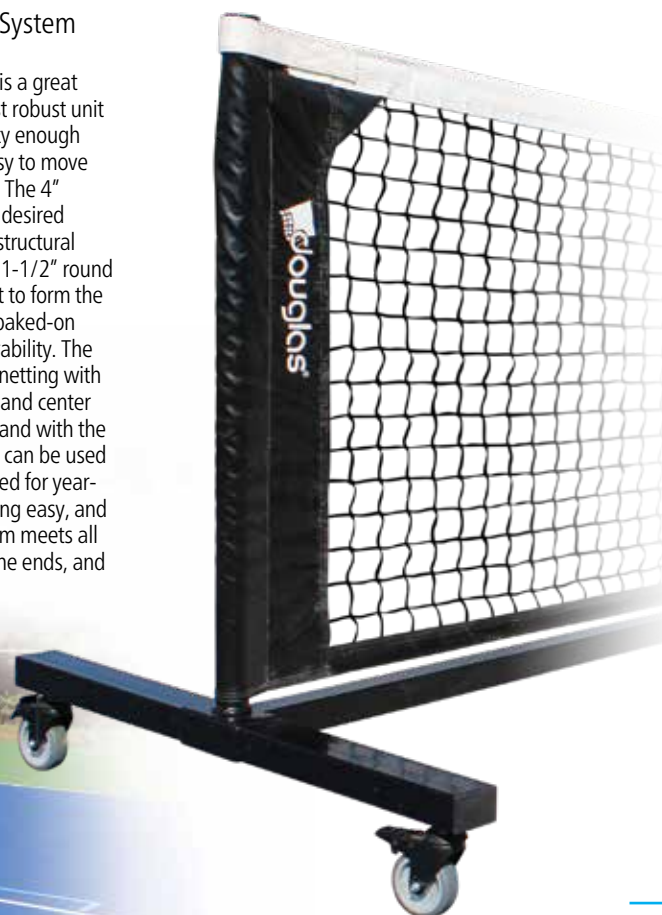 System
is a great
t robust unit
y enough
sy to move
The 4"
desired
structural
1-1/2" round
t to form the
baked-on
ability. The
netting with
and center
and with the
can be used
ed for year-
ng easy, and
m meets all
ne ends, and
douglas®